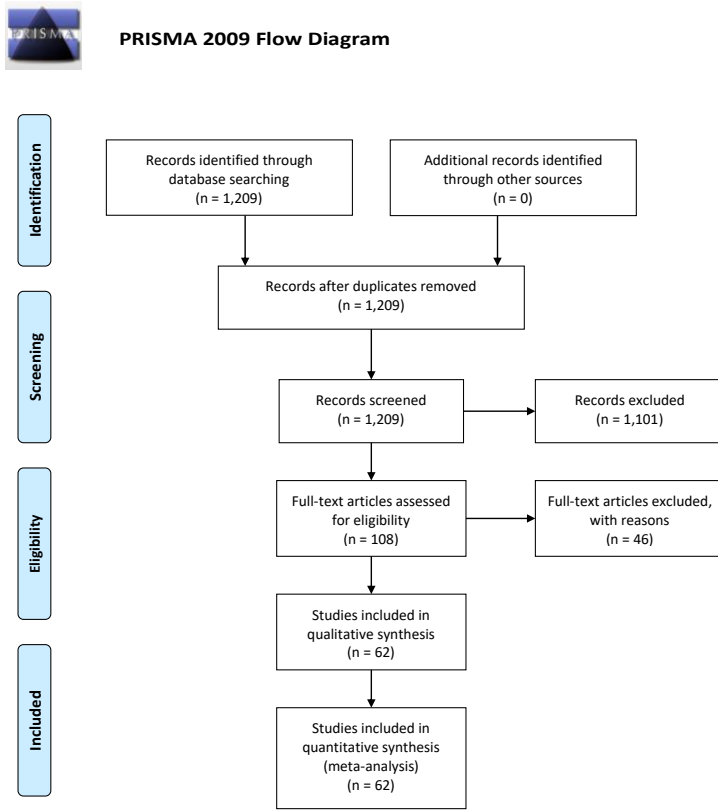 PRISMA
PRISMA 2009 Flow Diagram
Identification
Records identified through
database searching
(n = 1,209)
Additional records identified
through other sources
(n = 0)
Records after duplicates removed
(n = 1,209)
Screening
Records screened
(n = 1,209)
Records excluded
(n = 1,101)
Eligibility
Full-text articles assessed
for eligibility
(n = 108)
Full-text articles excluded,
with reasons
(n = 46)
Studies included in
qualitative synthesis
(n = 62)
Included
Studies included in
quantitative synthesis
(meta-analysis)
(n = 62)